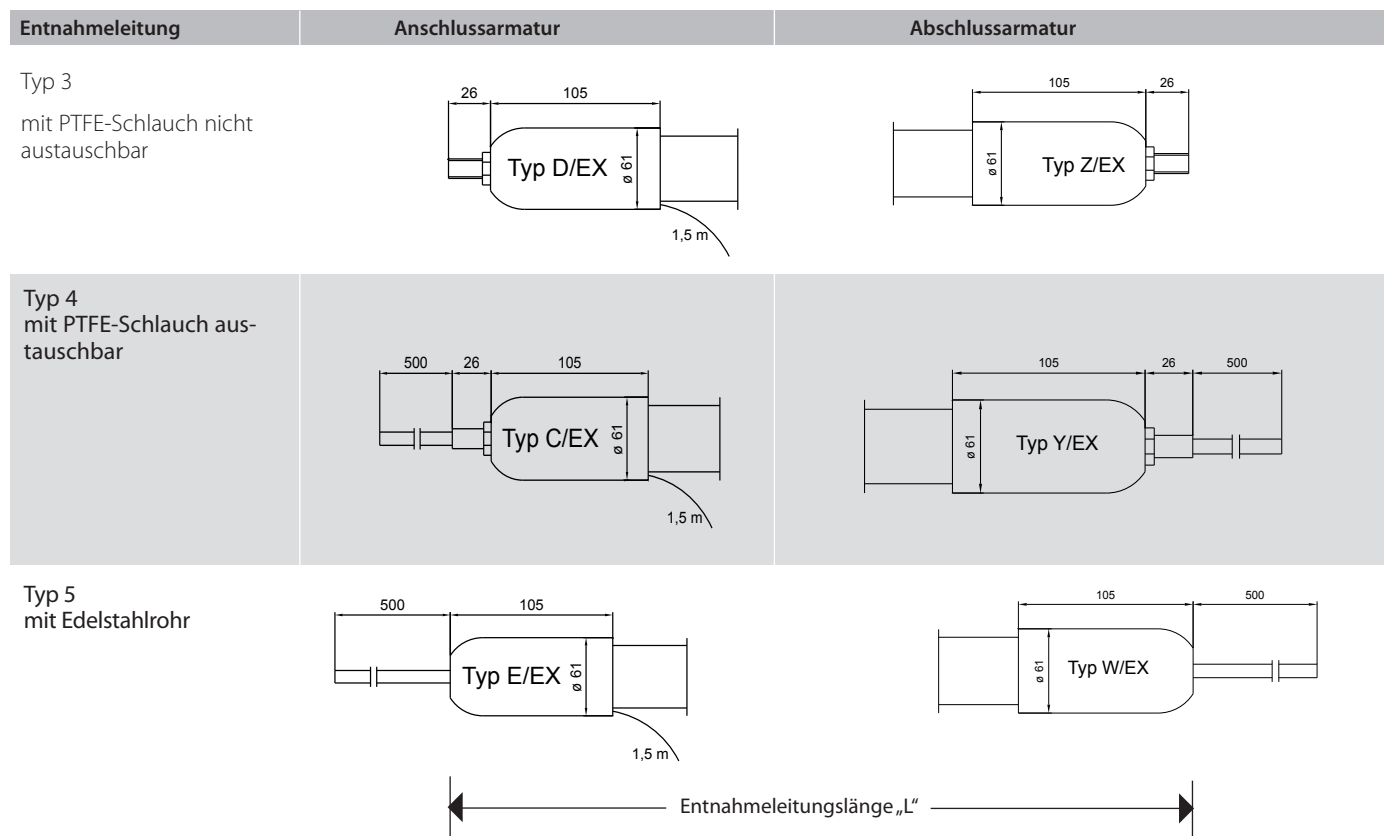 Entnahmeleitung Anschlussarmatur Abschlussarmatur
Typ 3
mit PTFE-Schlauch nicht
austauschbar
26 105
Typ D/EX ø 61
1,5 m
105 26
ø 61 Typ Z/EX
Typ 4
mit PTFE-Schlauch aus-
tauschbar
500 26 105
Typ C/EX ø 61
1,5 m
105 26 500
ø 61 Typ Y/EX
Typ 5
mit Edelstahlrohr
500 105
Typ E/EX ø 61
1,5 m
105 500
ø 61 Typ W/EX
Entnahmeleitungslänge „L“